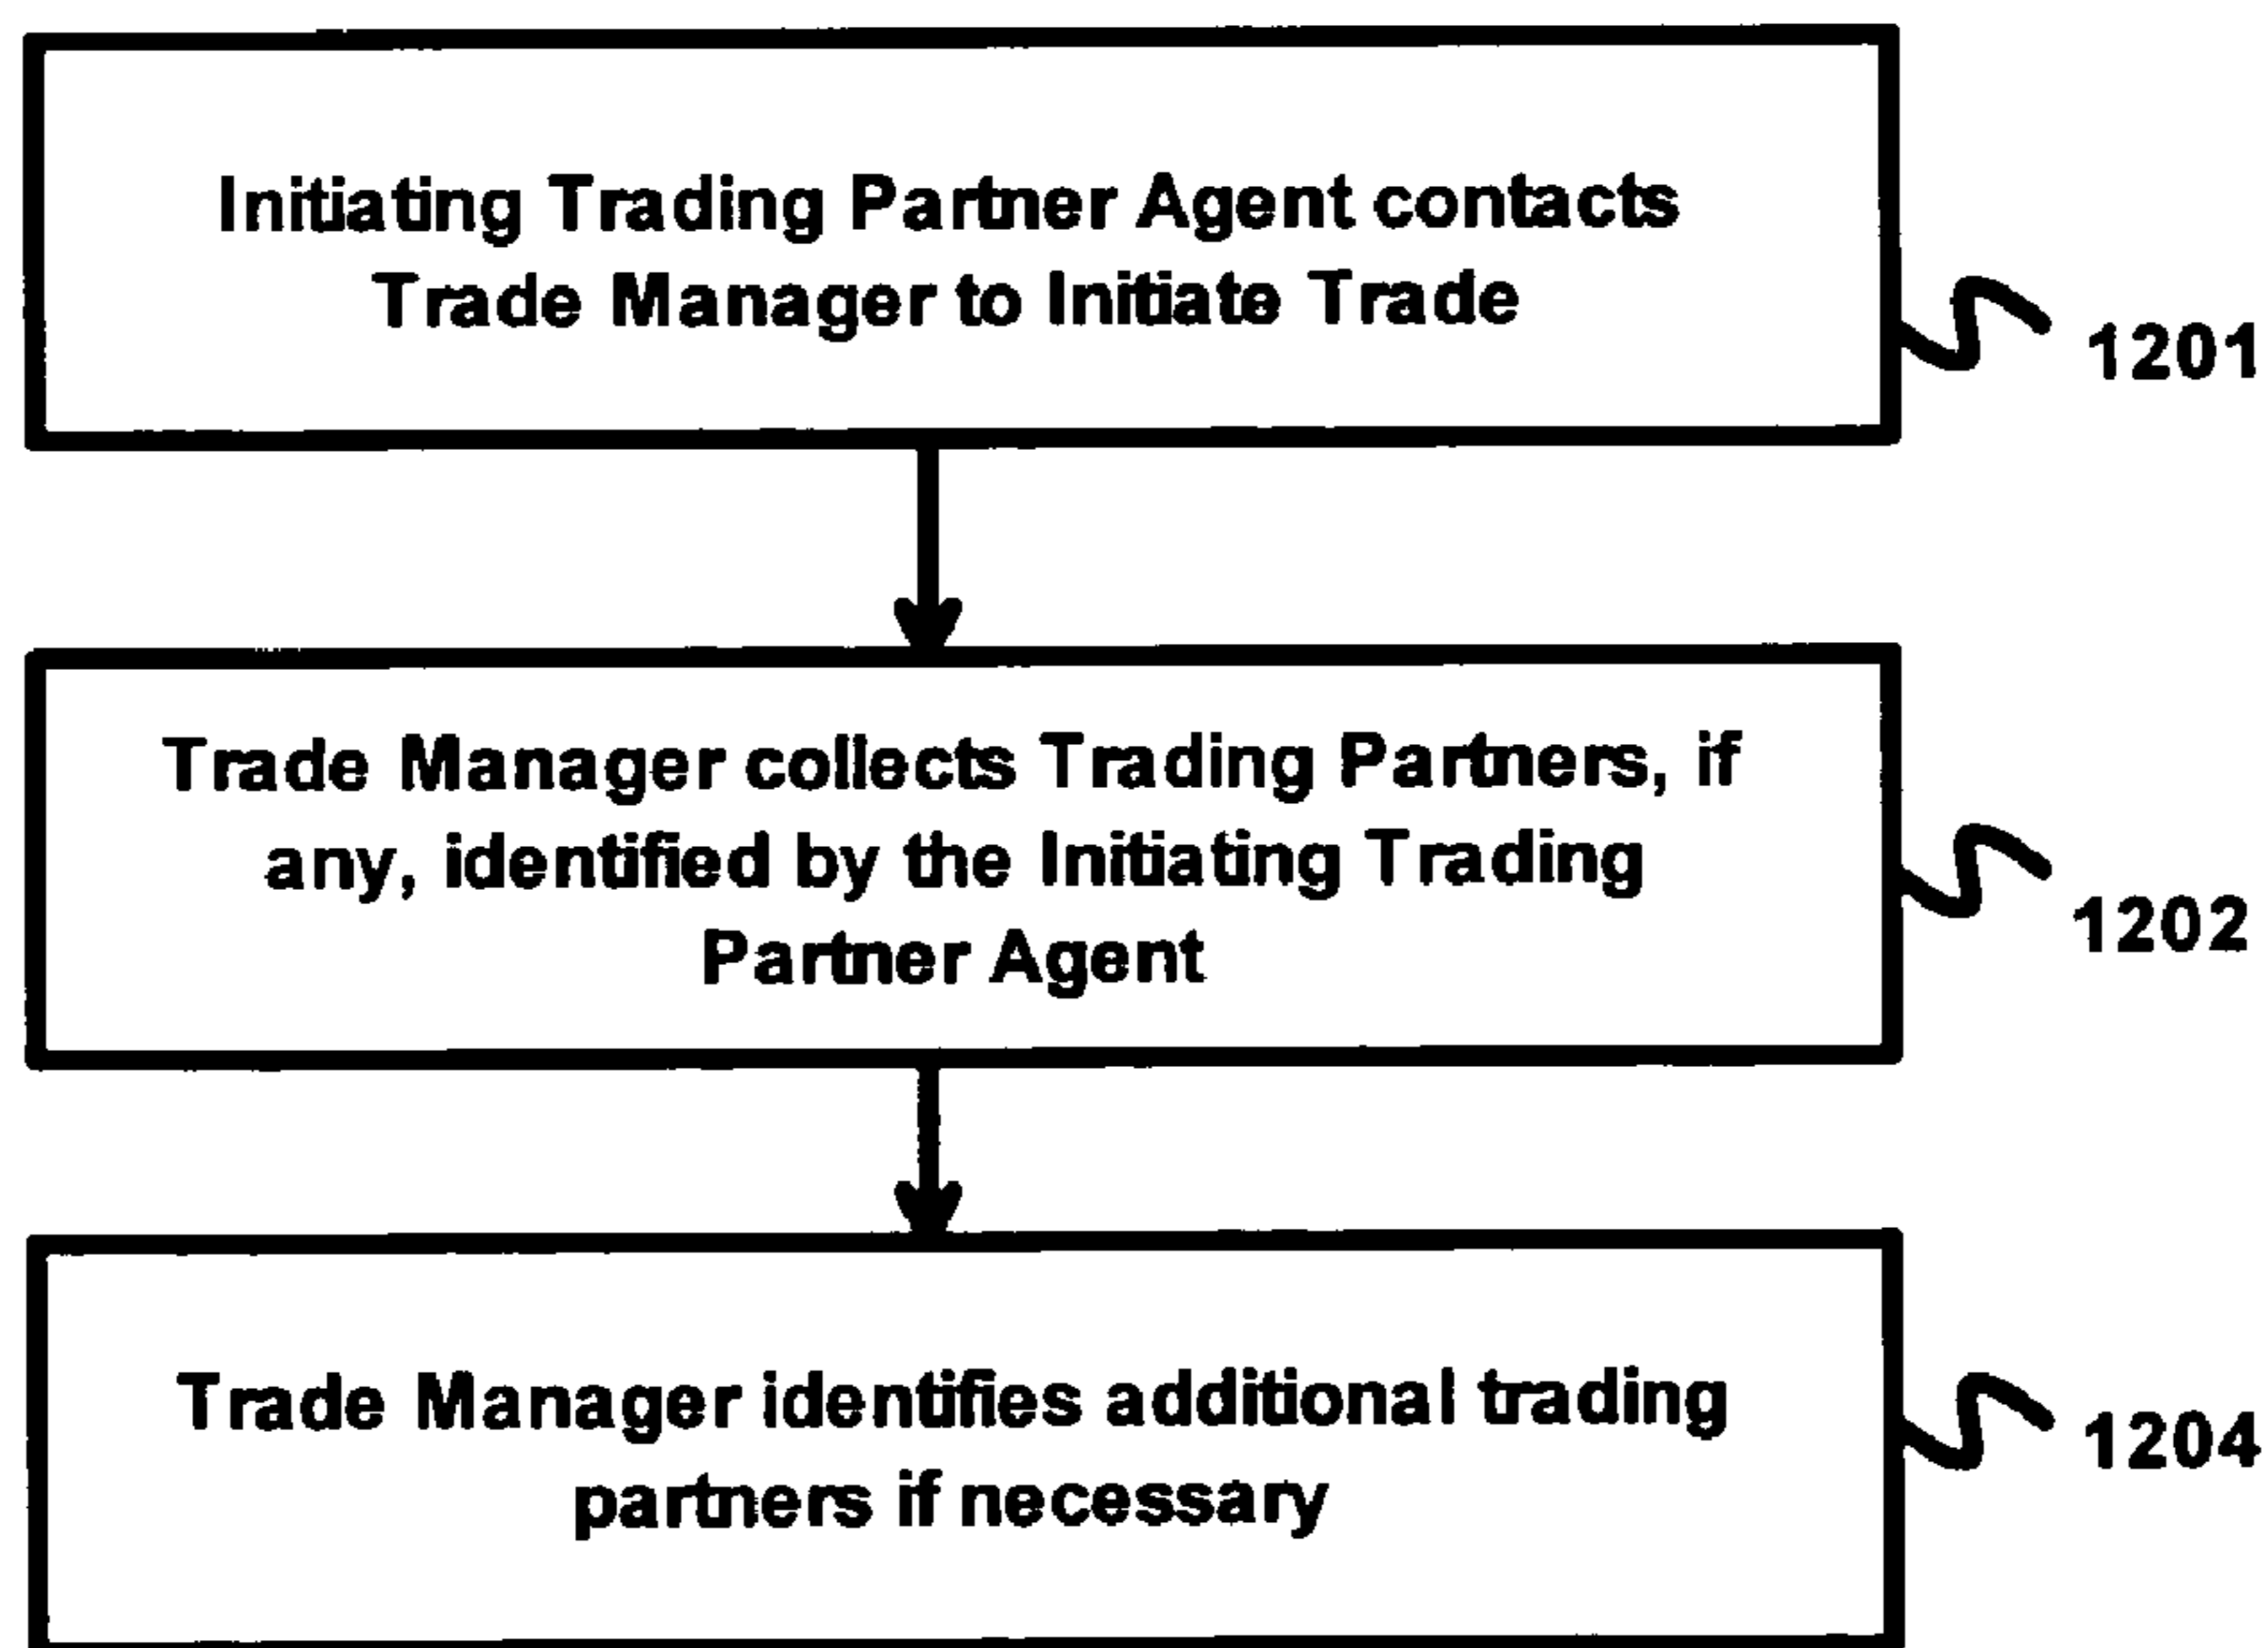 Initiating Trading Partner Agent contacts
Trade Manager to Initiate Trade
1201
Trade Manager collects Trading Partners, if
any, identified by the Initiating Trading
Partner Agent
1202
Trade Manager identifies additional trading
partners if necessary
1204